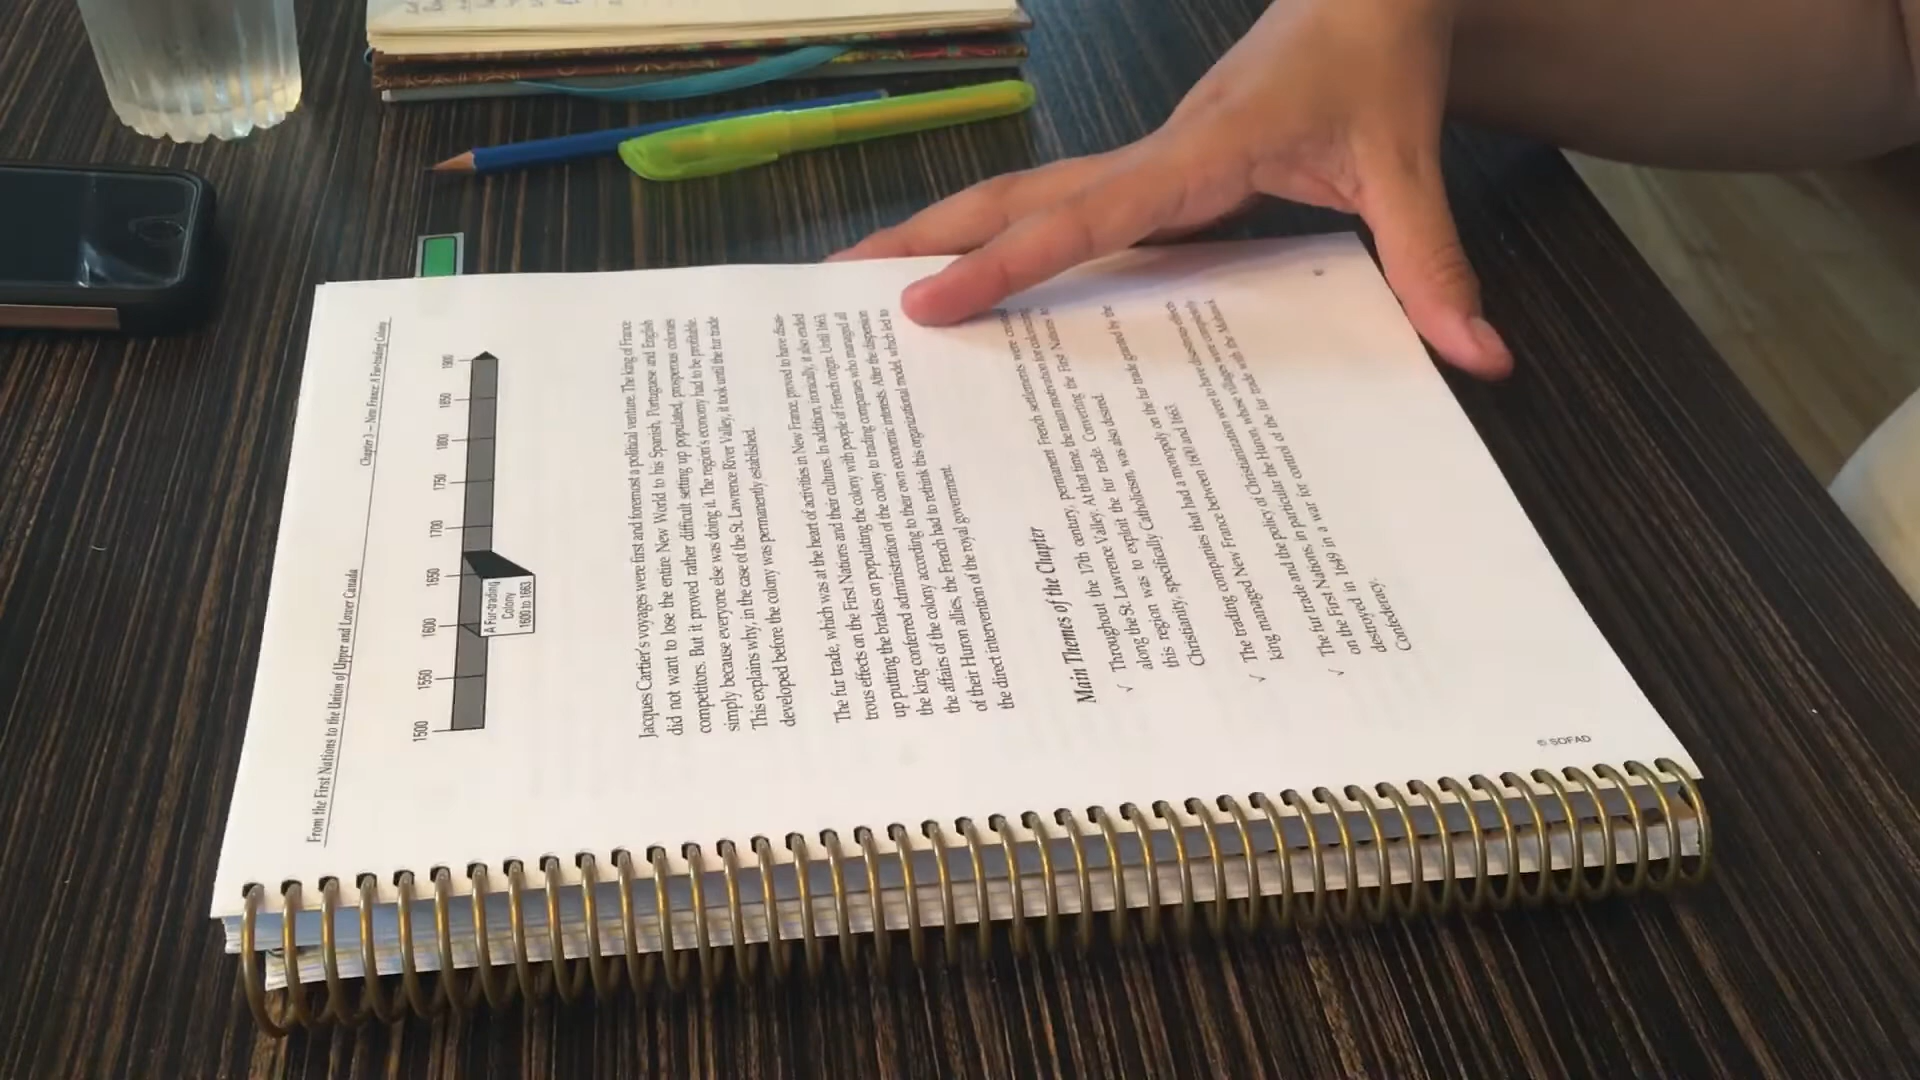 From the First Nations to the Union of Upper and Lower Canada
Chapter 3 – New France: A Fur-trading Colony
1500 1550 1600 1650 1700 1750 1800 1850 1900
A Fur-trading
Colony
1600 to 1663
Jacques Cartier's voyages were first and foremost a political venture. The king of France
did not want to lose the entire New World to his Spanish, Portuguese and English
competitors. But it proved rather difficult setting up populated, prosperous colonies
simply because everyone else was doing it. The region's economy had to be profitable.
This explains why, in the case of the St. Lawrence River Valley, it took until the fur trade
developed before the colony was permanently established.
The fur trade, which was at the heart of activities in New France, proved to have disas-
trous effects on the First Nations and their cultures. In addition, ironically, it also ended
up putting the brakes on populating the colony with people of French origin. Until 1663,
the king conferred administration of the colony to trading companies who managed all
the affairs of the colony according to their own economic interests. After the dispersion
of their Huron allies, the French had to rethink this organizational model, which led to
the direct intervention of the royal government.
Main Themes of the Chapter
✓ Throughout the 17th century, permanent French settlements were created
along the St. Lawrence Valley. At that time, the main motivation for colonizing
this region was to exploit the fur trade. Converting the First Nations to
Christianity, specifically Catholicism, was also desired.
✓ The trading companies that had a monopoly on the fur trade granted by the
king managed New France between 1600 and 1663.
✓ The fur trade and the policy of Christianization were to have disastrous effects
on the First Nations, in particular the Huron, whose villages were completely
destroyed in 1649 in a war for control of the fur trade with the Mohawk
Confederacy.
© SOFAD